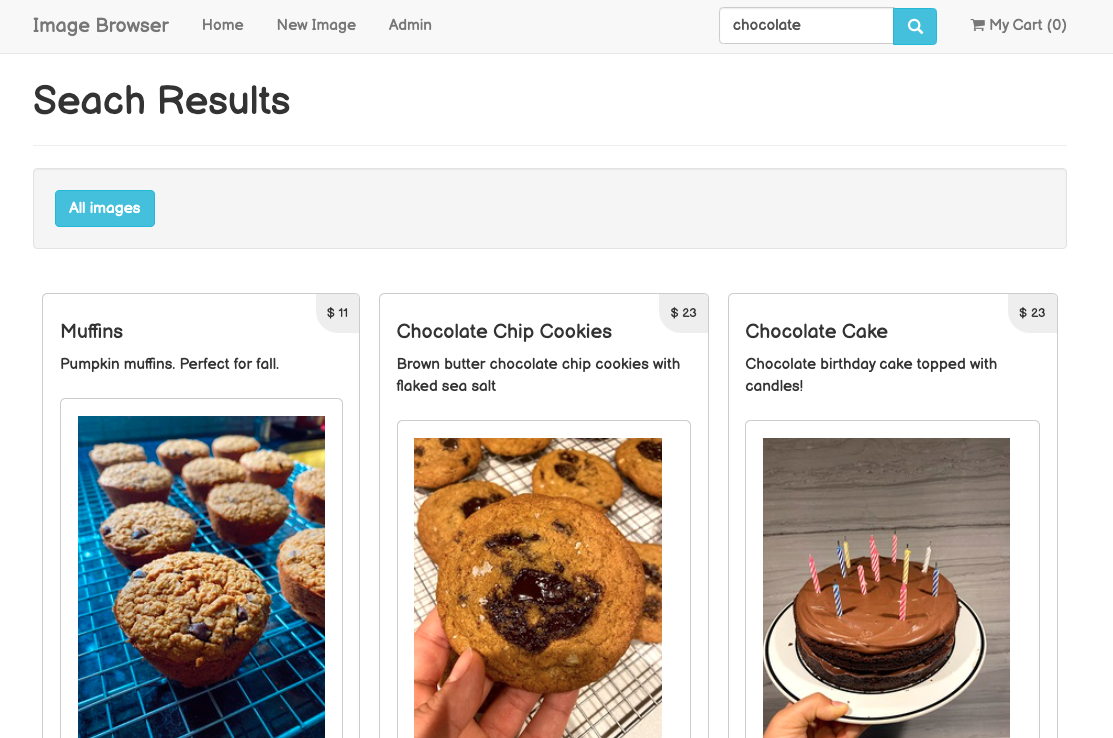 Image Browser Home New Image Admin chocolate My Cart (0)
Seach Results
All images
$ 11
Muffins
Pumpkin muffins. Perfect for fall.
$ 23
Chocolate Chip Cookies
Brown butter chocolate chip cookies with
flaked sea salt
$ 23
Chocolate Cake
Chocolate birthday cake topped with
candles!